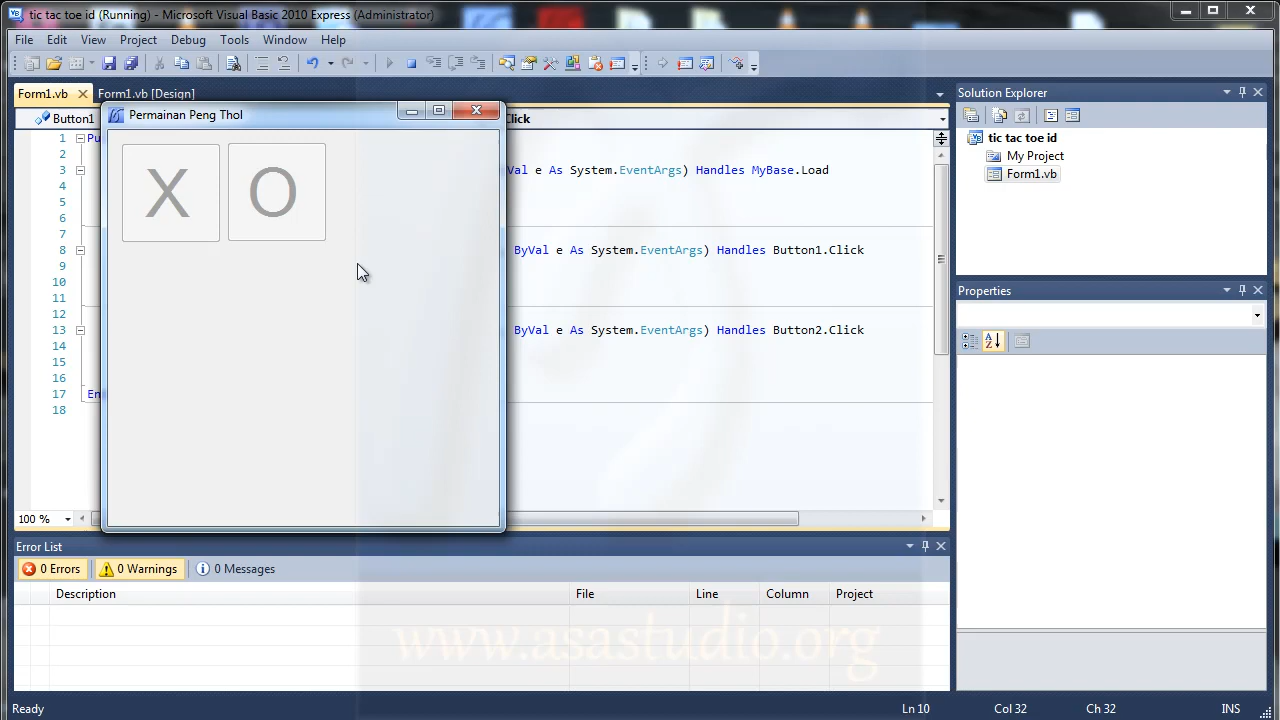 tic tac toe id (Running) - Microsoft Visual Basic 2010 Express (Administrator)
File Edit View Project Debug Tools Window Help
Form1.vb Form1.vb [Design]
Button1
Click
Permainan Peng Thol
X O
1 Pu
2
3 Val e As System.EventArgs) Handles MyBase.Load
4
5
6
7
8 ByVal e As System.EventArgs) Handles Button1.Click
9
10
11
12
13 ByVal e As System.EventArgs) Handles Button2.Click
14
15
16
17 En
18
100 %
Solution Explorer
tic tac toe id
My Project
Form1.vb
Properties
Error List
0 Errors 0 Warnings 0 Messages
Description File Line Column Project
www.asastudio.org
Ready Ln 10 Col 32 Ch 32 INS